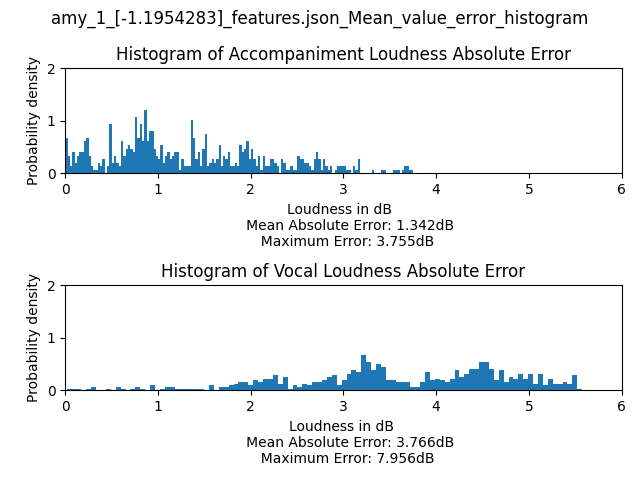 amy_1_[-1.1954283]_features.json_Mean_value_error_histogram
Histogram of Accompaniment Loudness Absolute Error
Probability density
2
1
0
0 1 2 3 4 5 6
Loudness in dB
Mean Absolute Error: 1.342dB
Maximum Error: 3.755dB
Histogram of Vocal Loudness Absolute Error
Probability density
2
1
0
0 1 2 3 4 5 6
Loudness in dB
Mean Absolute Error: 3.766dB
Maximum Error: 7.956dB